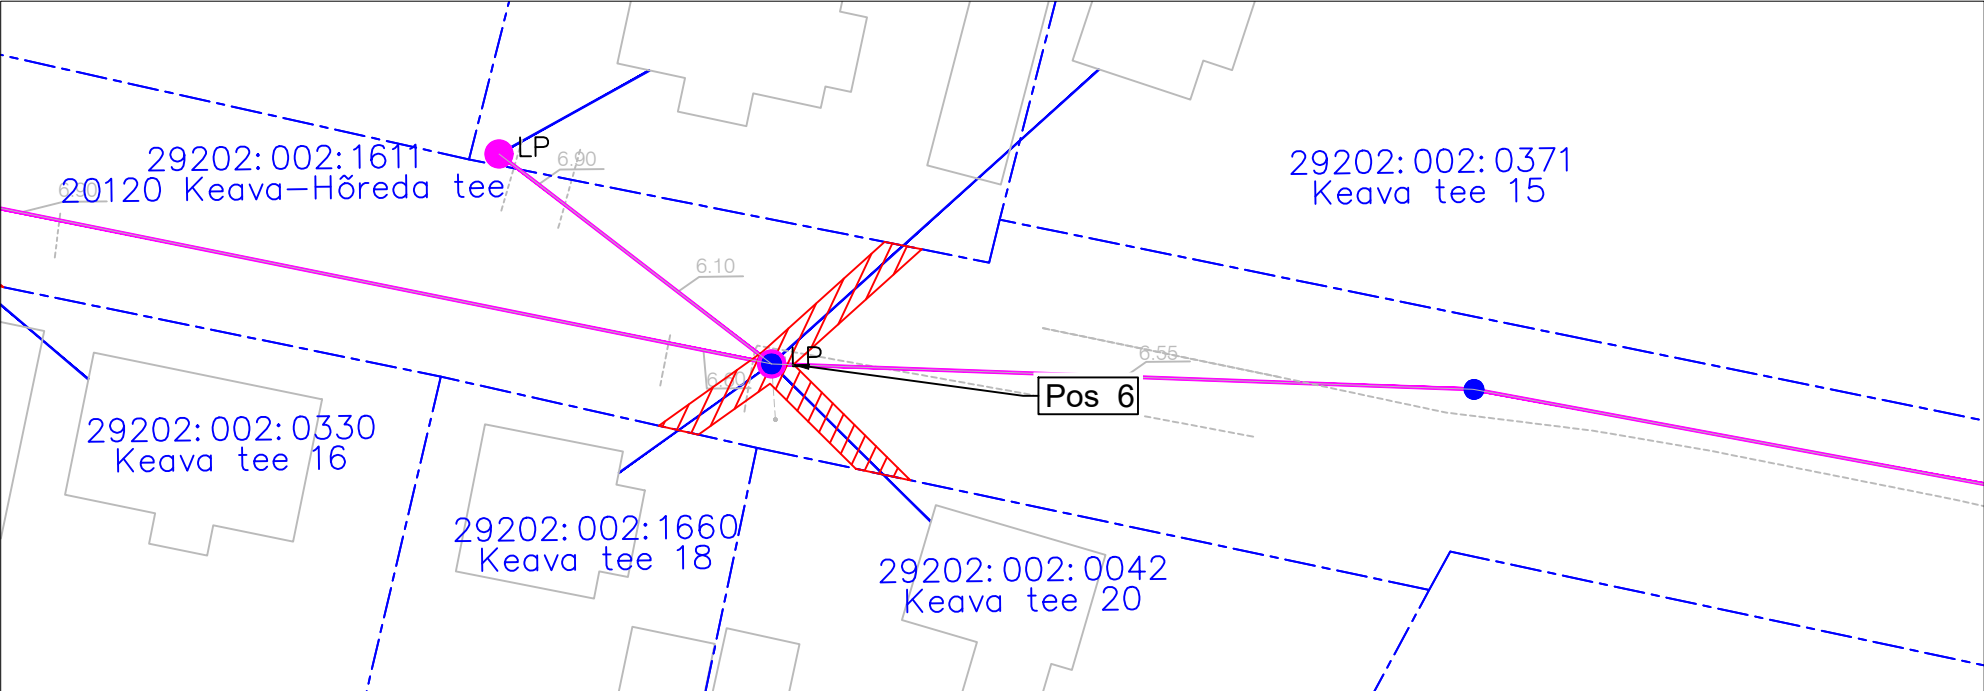 LP
6.90
29202:002:1611
20120 Keava-Hõreda tee
6.90
29202:002:0371
Keava tee 15
6.10
LP
6.55
Pos 6
29202:002:0330
Keava tee 16
29202:002:1660
Keava tee 18
29202:002:0042
Keava tee 20